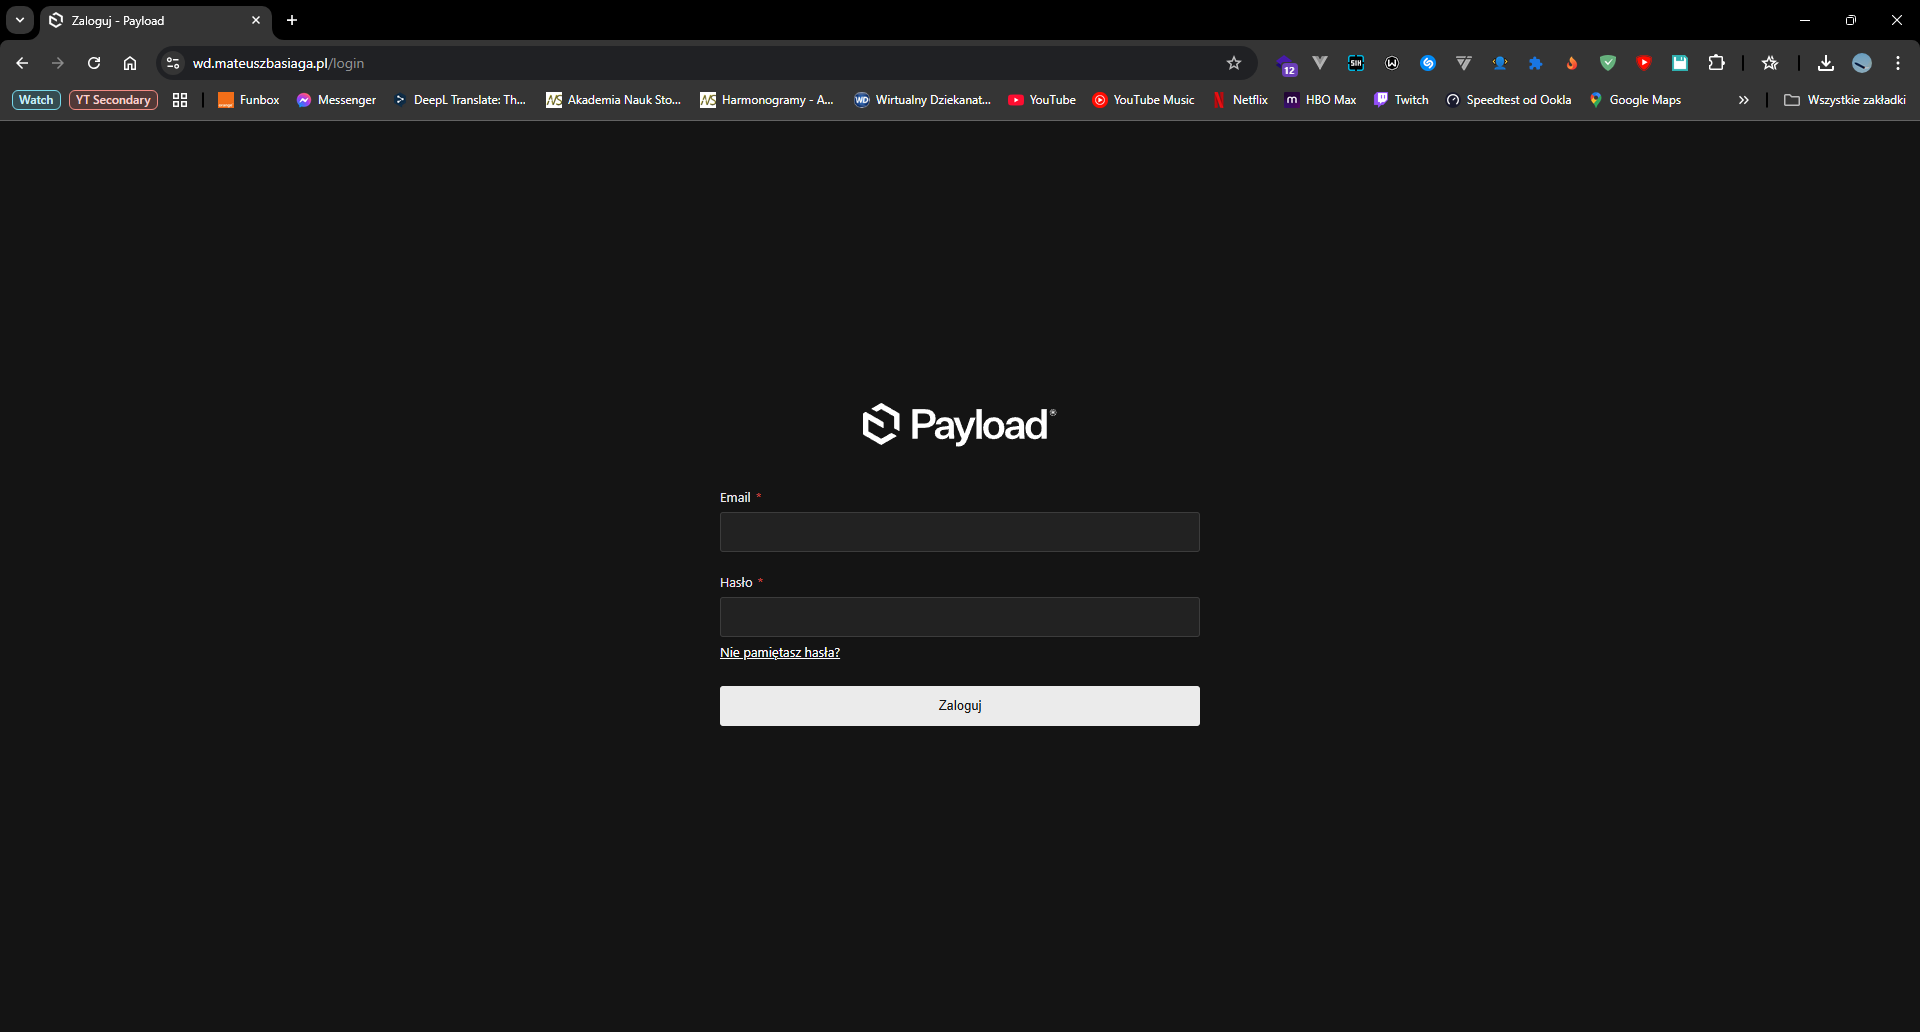 Zaloguj - Payload
wd.mateuszbasiaga.pl/login
12
SIH
Watch
YT Secondary
Funbox
Messenger
DeepL Translate: Th...
Akademia Nauk Sto...
Harmonogramy - A...
WD
Wirtualny Dziekanat...
YouTube
YouTube Music
Netflix
m
HBO Max
Twitch
Speedtest od Ookla
Google Maps
Wszystkie zakładki
Payload®
Email *
Hasło *
Nie pamiętasz hasła?
Zaloguj